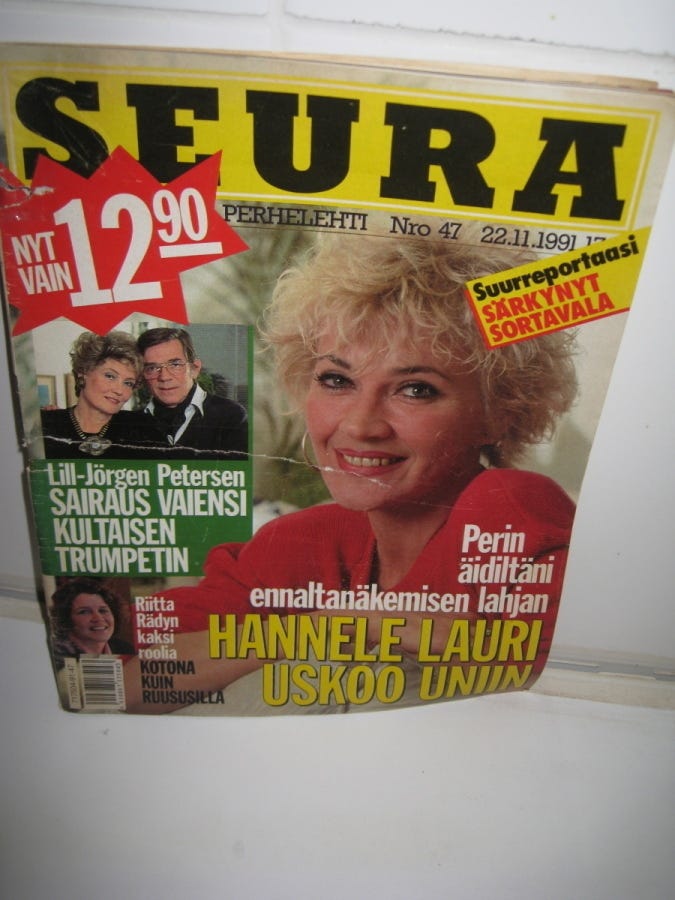 SEURA
NYT
VAIN
12 90
PERHELEHTI Nro 47 22.11.1991
Suurreportaasi
SÄRKYNYT
SORTAVALA
Lill-Jörgen Petersen
SAIRAUS VAIENSI
KULTAISEN
TRUMPETIN
Perin
äidiltäni
ennaltanäkemisen lahjan
HANNELE LAURI
USKOO UNIIN
Riitta
Rädyn
kaksi
roolia
KOTONA
KUIN
RUUSUSILLA